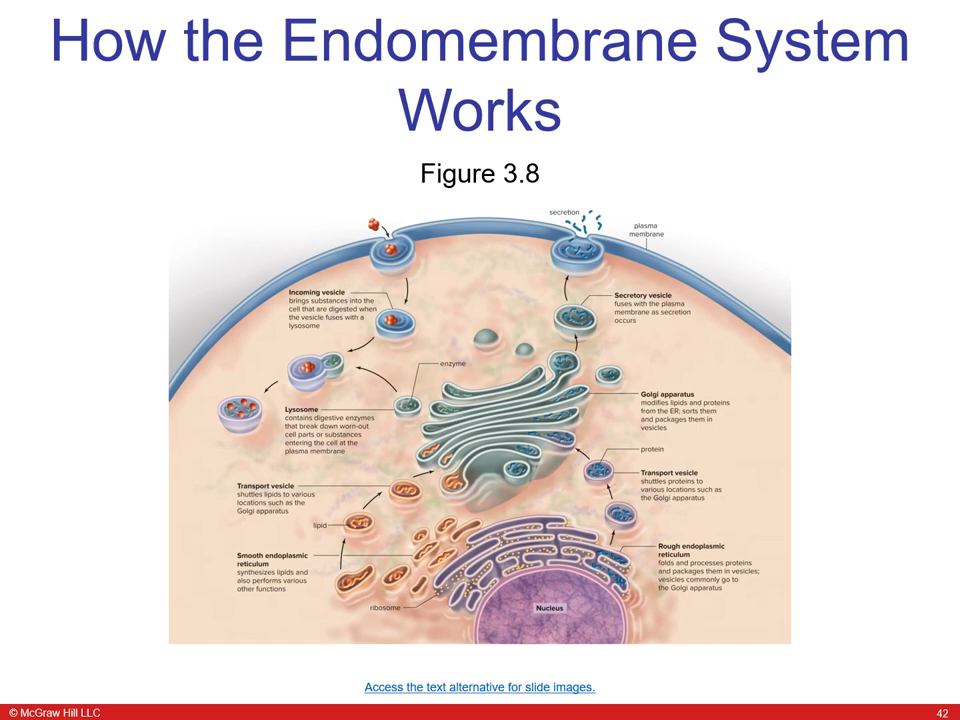 How the Endomembrane System
Works
Figure 3.8
secretion
plasma
membrane
Incoming vesicle
brings substances into the
cell that are digested when
the vesicle fuses with a
lysosome
Secretory vesicle
fuses with the plasma
membrane as secretion
occurs
enzyme
Lysosome
contains digestive enzymes
that break down worn-out
cell parts or substances
entering the cell at the
plasma membrane
Golgi apparatus
modifies lipids and proteins
from the ER; sorts them
and packages them in
vesicles
protein
Transport vesicle
shuttles lipids to various
locations such as the
Golgi apparatus
Transport vesicle
shuttles proteins to
various locations such as
the Golgi apparatus
lipid
Smooth endoplasmic
reticulum
synthesizes lipids and
also performs various
other functions
Rough endoplasmic
reticulum
folds and processes proteins
and packages them in vesicles;
vesicles commonly go to
the Golgi apparatus
ribosome
Nucleus
Access the text alternative for slide images.
© McGraw Hill LLC
42